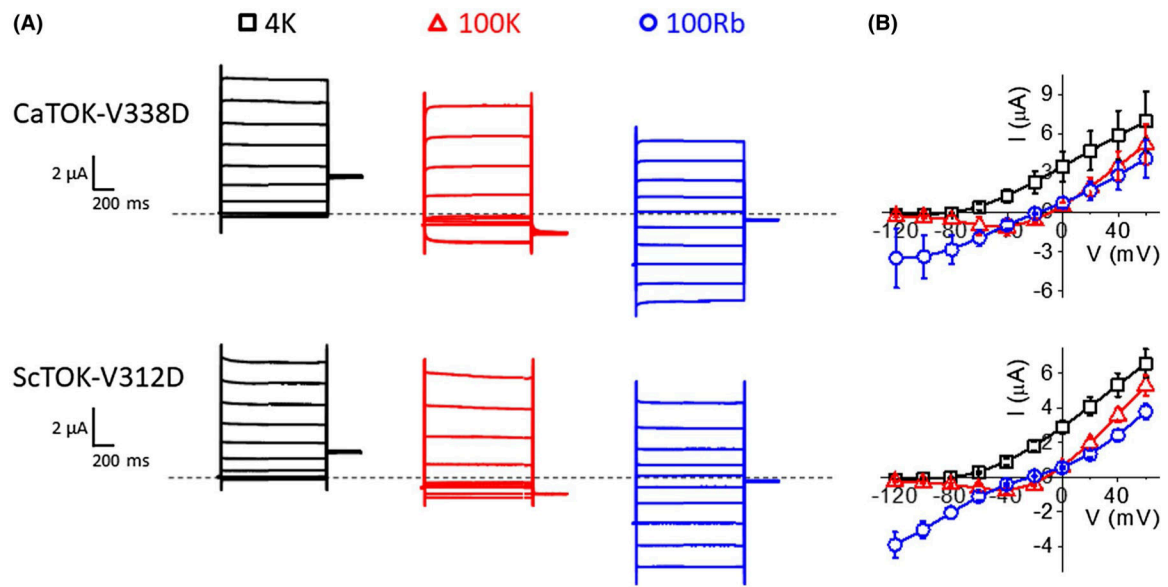 (A) □ 4K △ 100K ○ 100Rb (B)
CaTOK-V338D
2 µA
200 ms
I (µA)
9
6
3
-120 -80 -40 0 40
V (mV)
-3
-6
ScTOK-V312D
2 µA
200 ms
I (µA)
6
4
2
-120 -80 -40 0 40
V (mV)
-2
-4